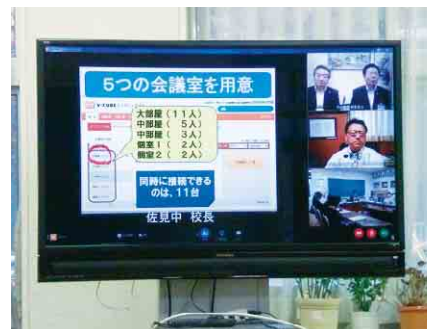 5つの会議室を用意
V-CUBE
大部屋(11人)
中部屋( 5人)
中部屋( 3人)
個室1( 2人)
個室2( 2人)
同時に接続できる
のは、11台
佐見中 校長